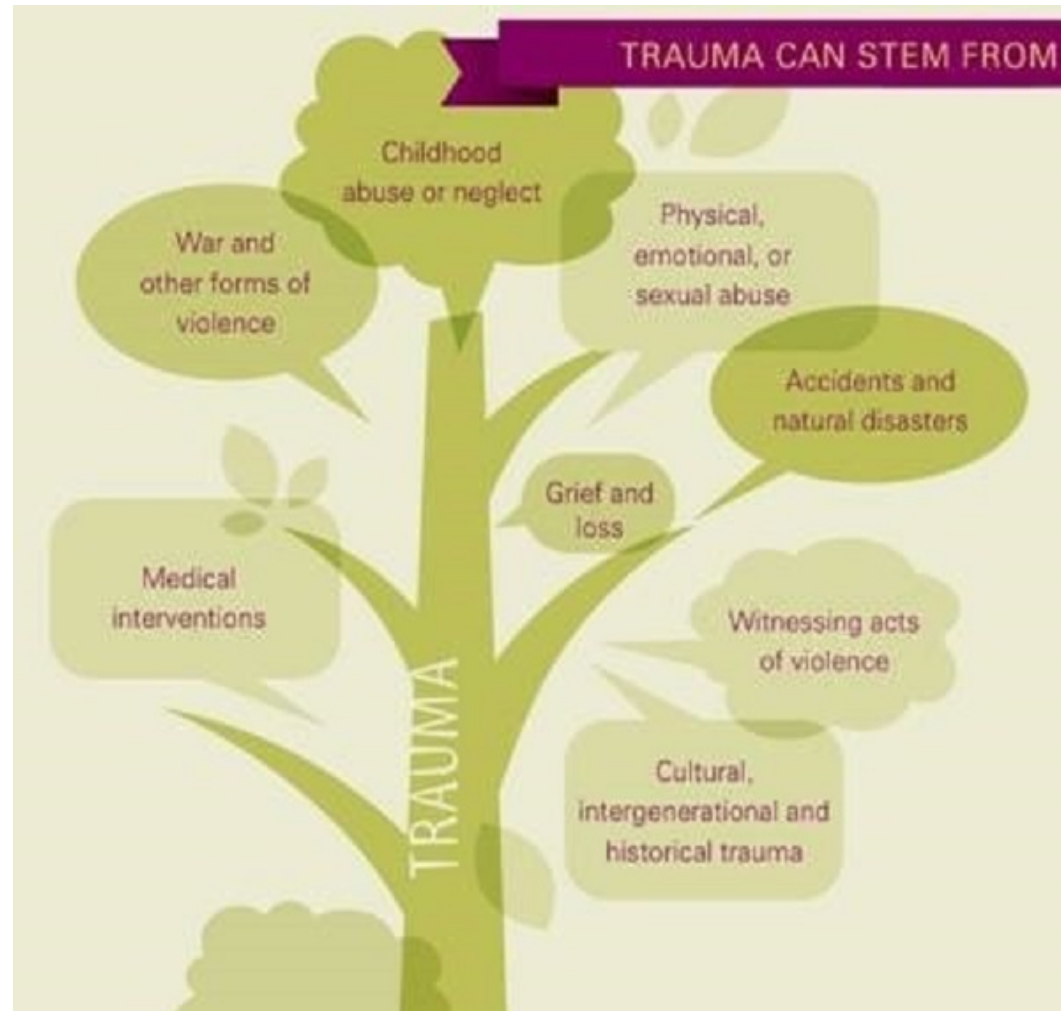 TRAUMA CAN STEM FROM
Childhood
abuse or neglect
War and
other forms of
violence
Physical,
emotional, or
sexual abuse
Accidents and
natural disasters
Grief and
loss
Medical
interventions
Witnessing acts
of violence
Cultural,
intergenerational and
historical trauma
TRAUMA